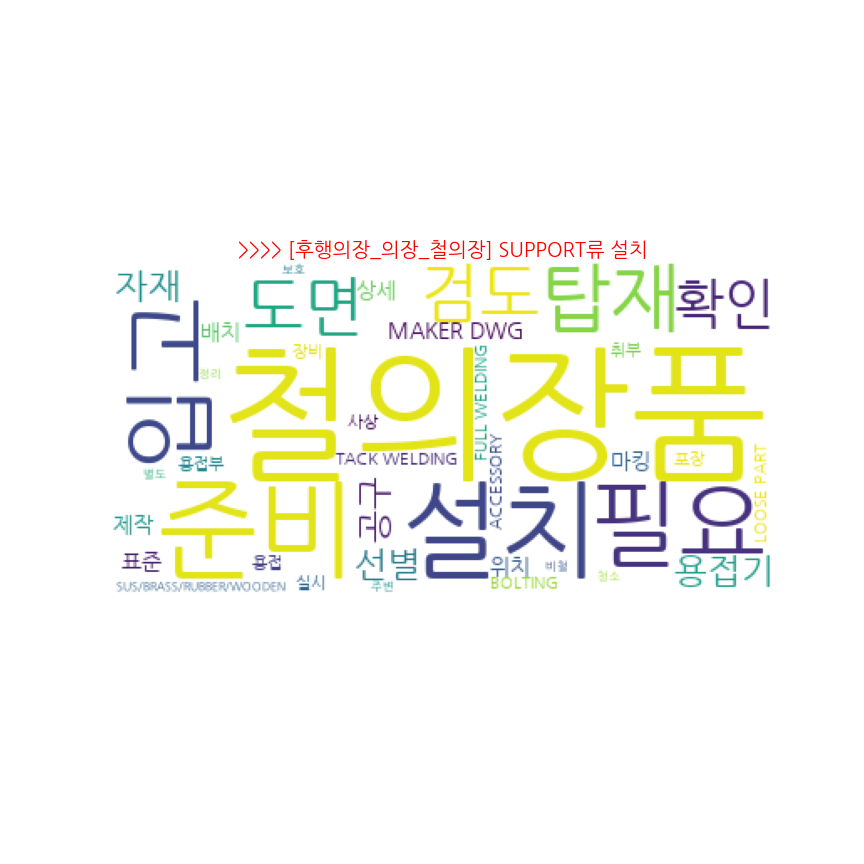 >>>> [후행의장_의장_철의장] SUPPORT류 설치
보호
자재
도면
상세
검도
탑재
확인
배치
MAKER DWG
입고
장비
취부
정리
철의장품
FULL WELDING
사상
TACK WELDING
용접부
별도
마킹
포장
ACCESSORY
LOOSE PART
준비
공구
설치
필요
제작
표준
용접
선별
위치
비철
용접기
청소
SUS/BRASS/RUBBER/WOODEN
실시
주변
BOLTING